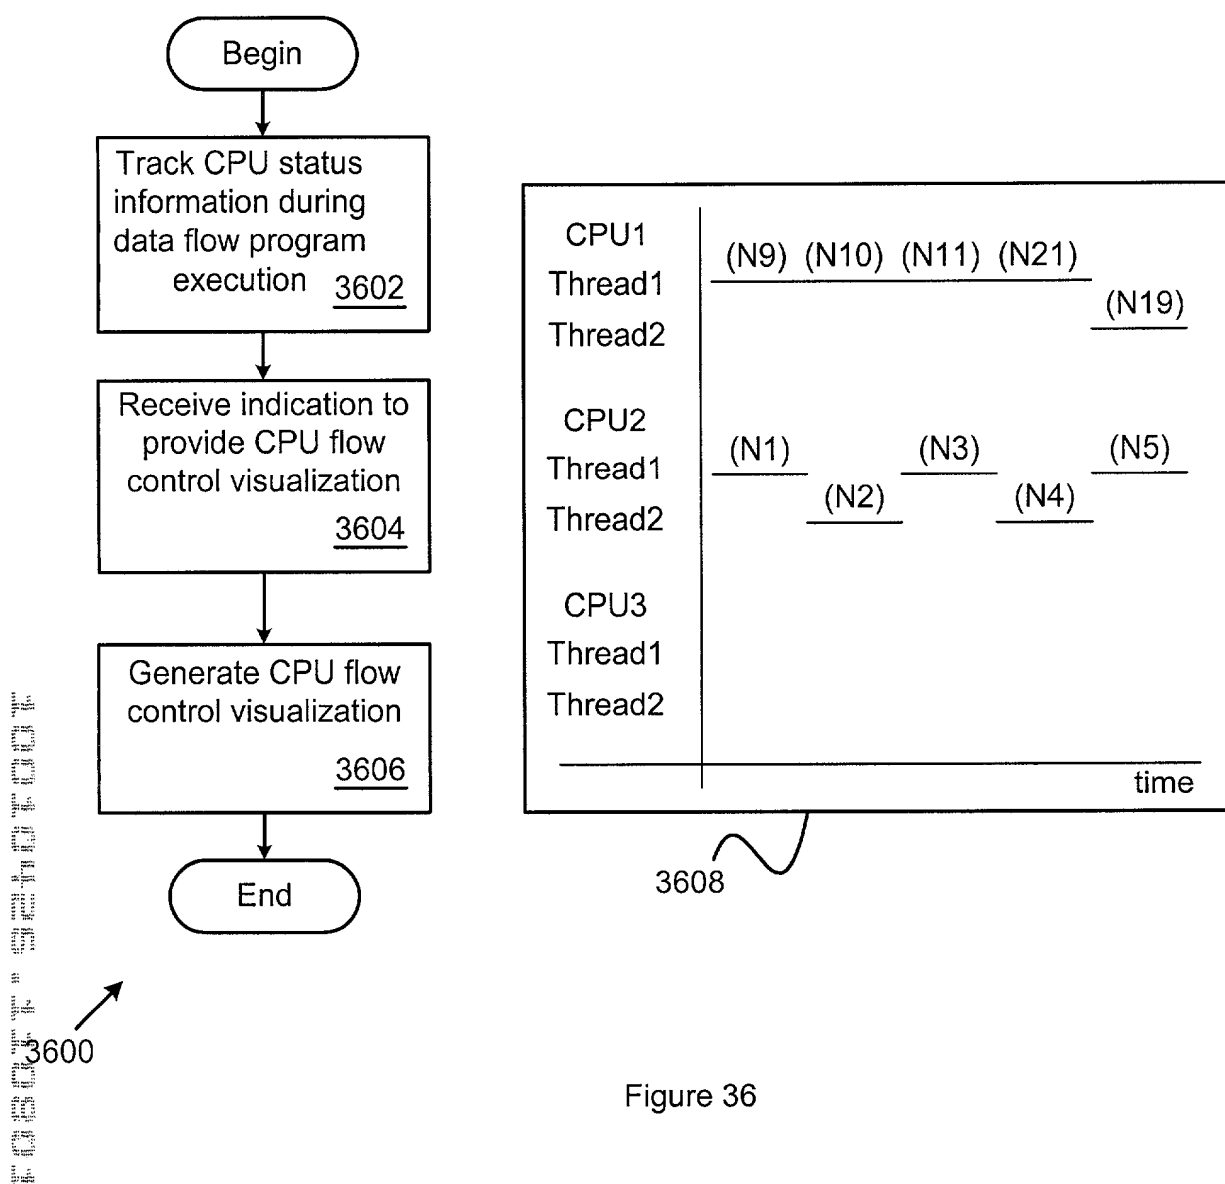 Begin
Track CPU status
information during
data flow program
execution
3602
Receive indication to
provide CPU flow
control visualization
3604
Generate CPU flow
control visualization
3606
End
3600
CPU1
Thread1
Thread2
(N9) (N10) (N11) (N21)
(N19)
CPU2
Thread1
Thread2
(N1) (N3) (N5)
(N2) (N4)
CPU3
Thread1
Thread2
time
3608
Figure 36